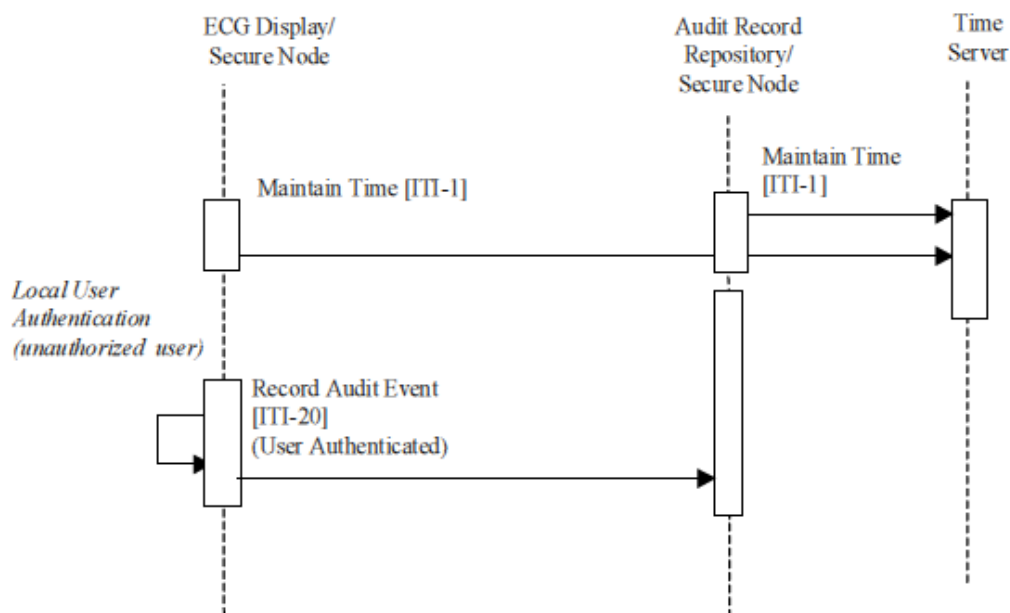 ECG Display/
Secure Node
Audit Record
Repository/
Secure Node
Time
Server
Maintain Time [ITI-1]
Maintain Time
[ITI-1]
Local User
Authentication
(unauthorized user)
Record Audit Event
[ITI-20]
(User Authenticated)